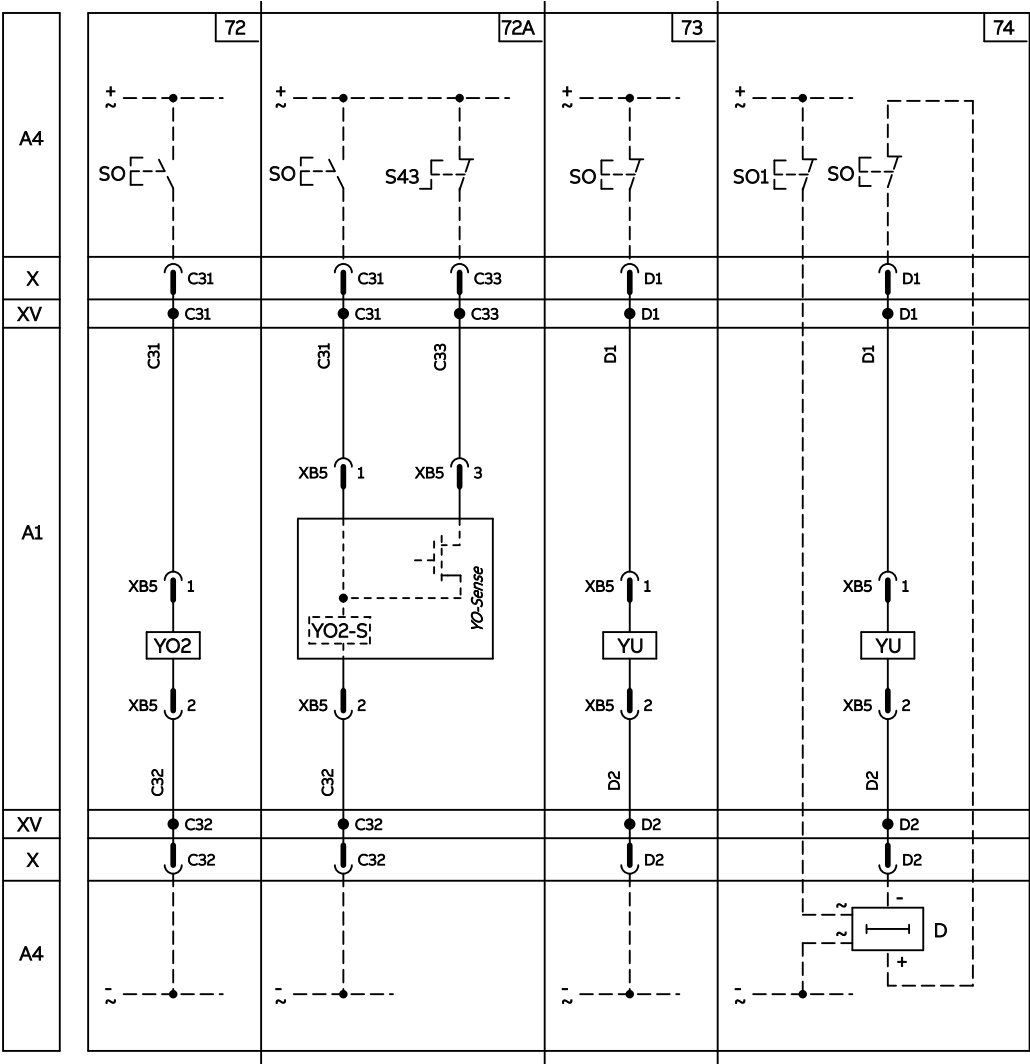 72 72A 73 74
+ + + +
~ ~ ~ ~
A4
SO SO S43 SO SO1 SO
X C31 C31 C33 D1 D1
XV C31 C31 C33 D1 D1
C31 C31 C33 D1 D1
XB5 1 XB5 3
A1
XB5 1 XB5 1 XB5 1
YO-Sense
YO2-S
YO2 YU YU
XB5 2 XB5 2 XB5 2 XB5 2
C32 C32 D2 D2
XV C32 C32 D2 D2
X C32 C32 D2 D2
~ -
D
~
A4
+
- - - -
~ ~ ~ ~